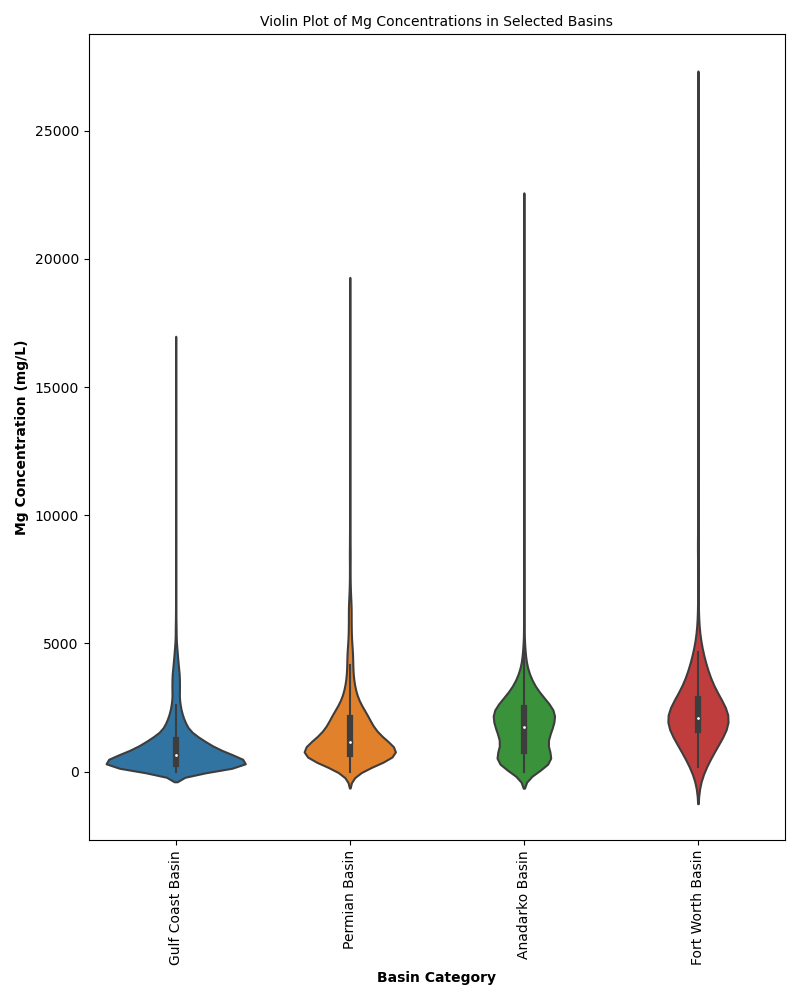 Violin Plot of Mg Concentrations in Selected Basins
Mg Concentration (mg/L)
25000
20000
15000
10000
5000
0
Gulf Coast Basin
Permian Basin
Anadarko Basin
Fort Worth Basin
Basin Category